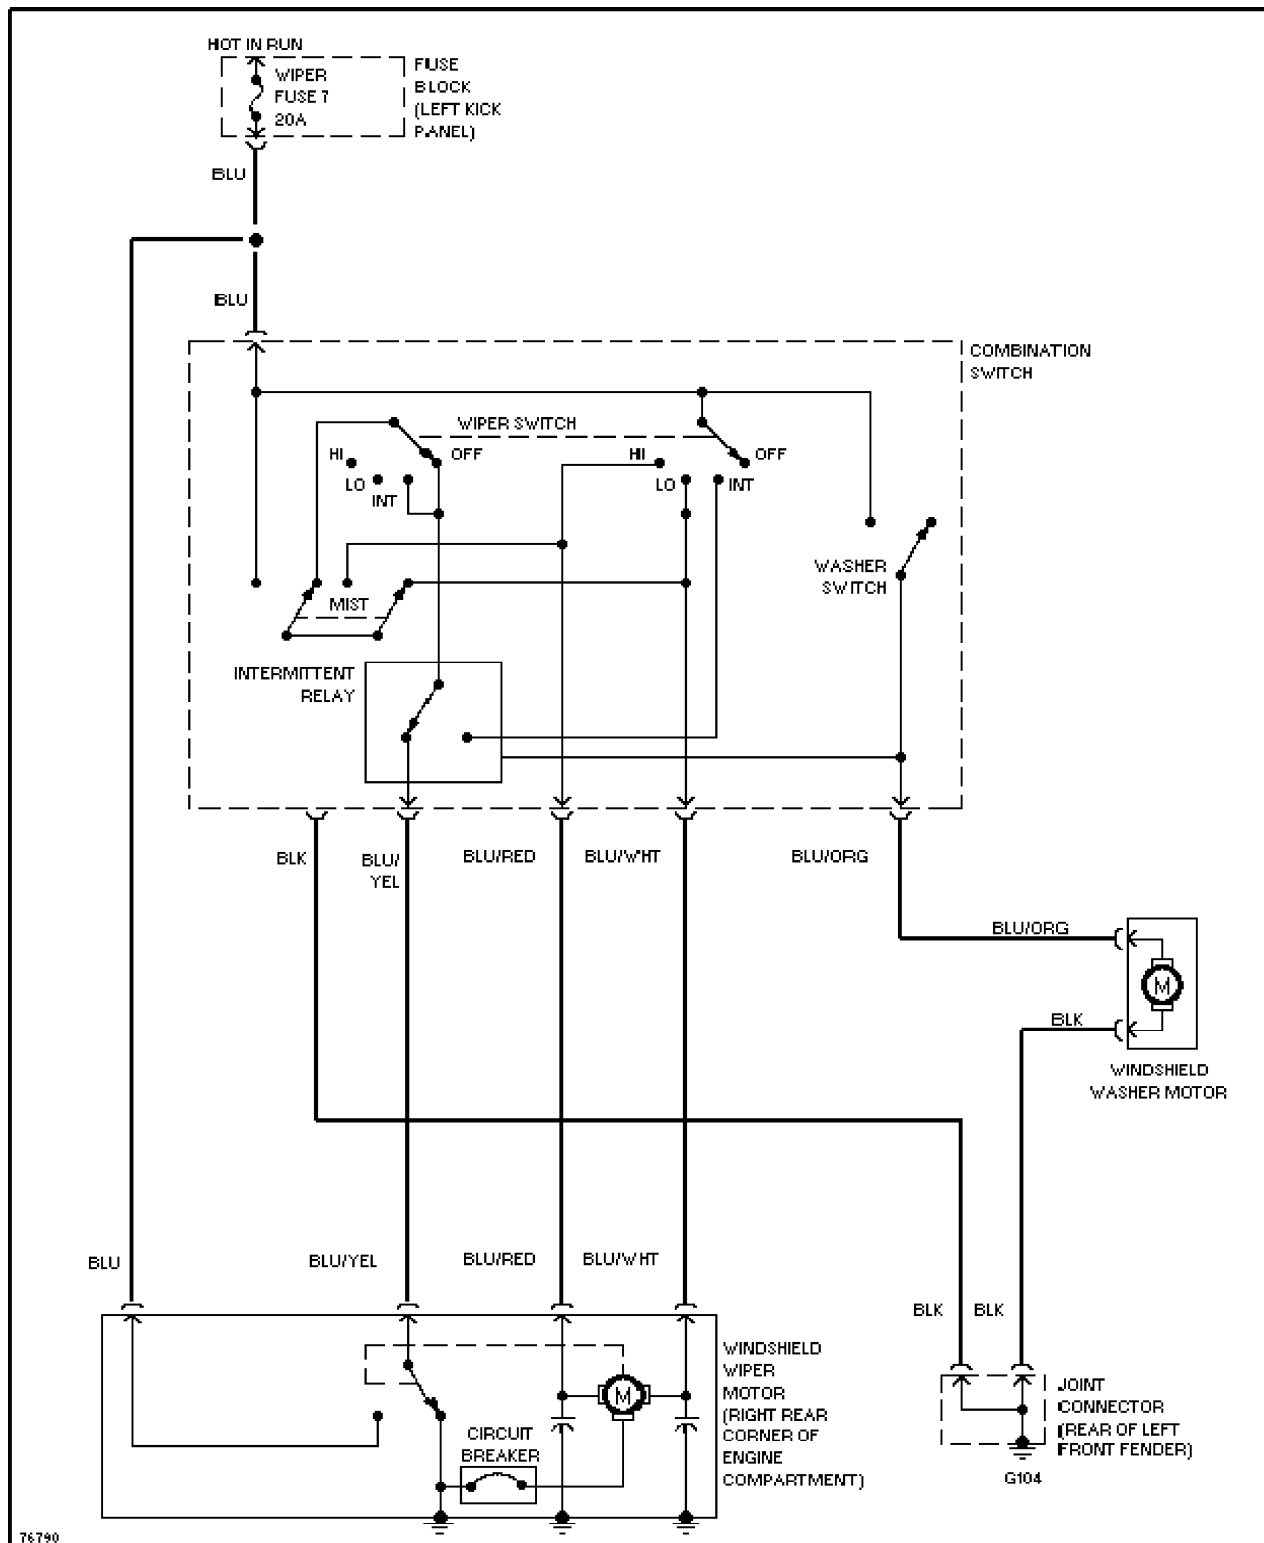 HOT IN RUN
WIPER
FUSE 7
20A
FUSE
BLOCK
(LEFT KICK
PANEL)
BLU
BLU
COMBINATION
SWITCH
WIPER SWITCH
HI
OFF
LO
INT
HI
OFF
LO
INT
WASHER
SWITCH
MIST
INTERMITTENT
RELAY
BLK
BLU/
YEL
BLU/RED
BLU/WHT
BLU/ORG
BLU/ORG
M
BLK
WINDSHIELD
WASHER MOTOR
BLU
BLU/YEL
BLU/RED
BLU/WHT
BLK
BLK
WINDSHIELD
WIPER
MOTOR
(RIGHT REAR
CORNER OF
ENGINE
COMPARTMENT)
M
CIRCUIT
BREAKER
JOINT
CONNECTOR
(REAR OF LEFT
FRONT FENDER)
G104
76790